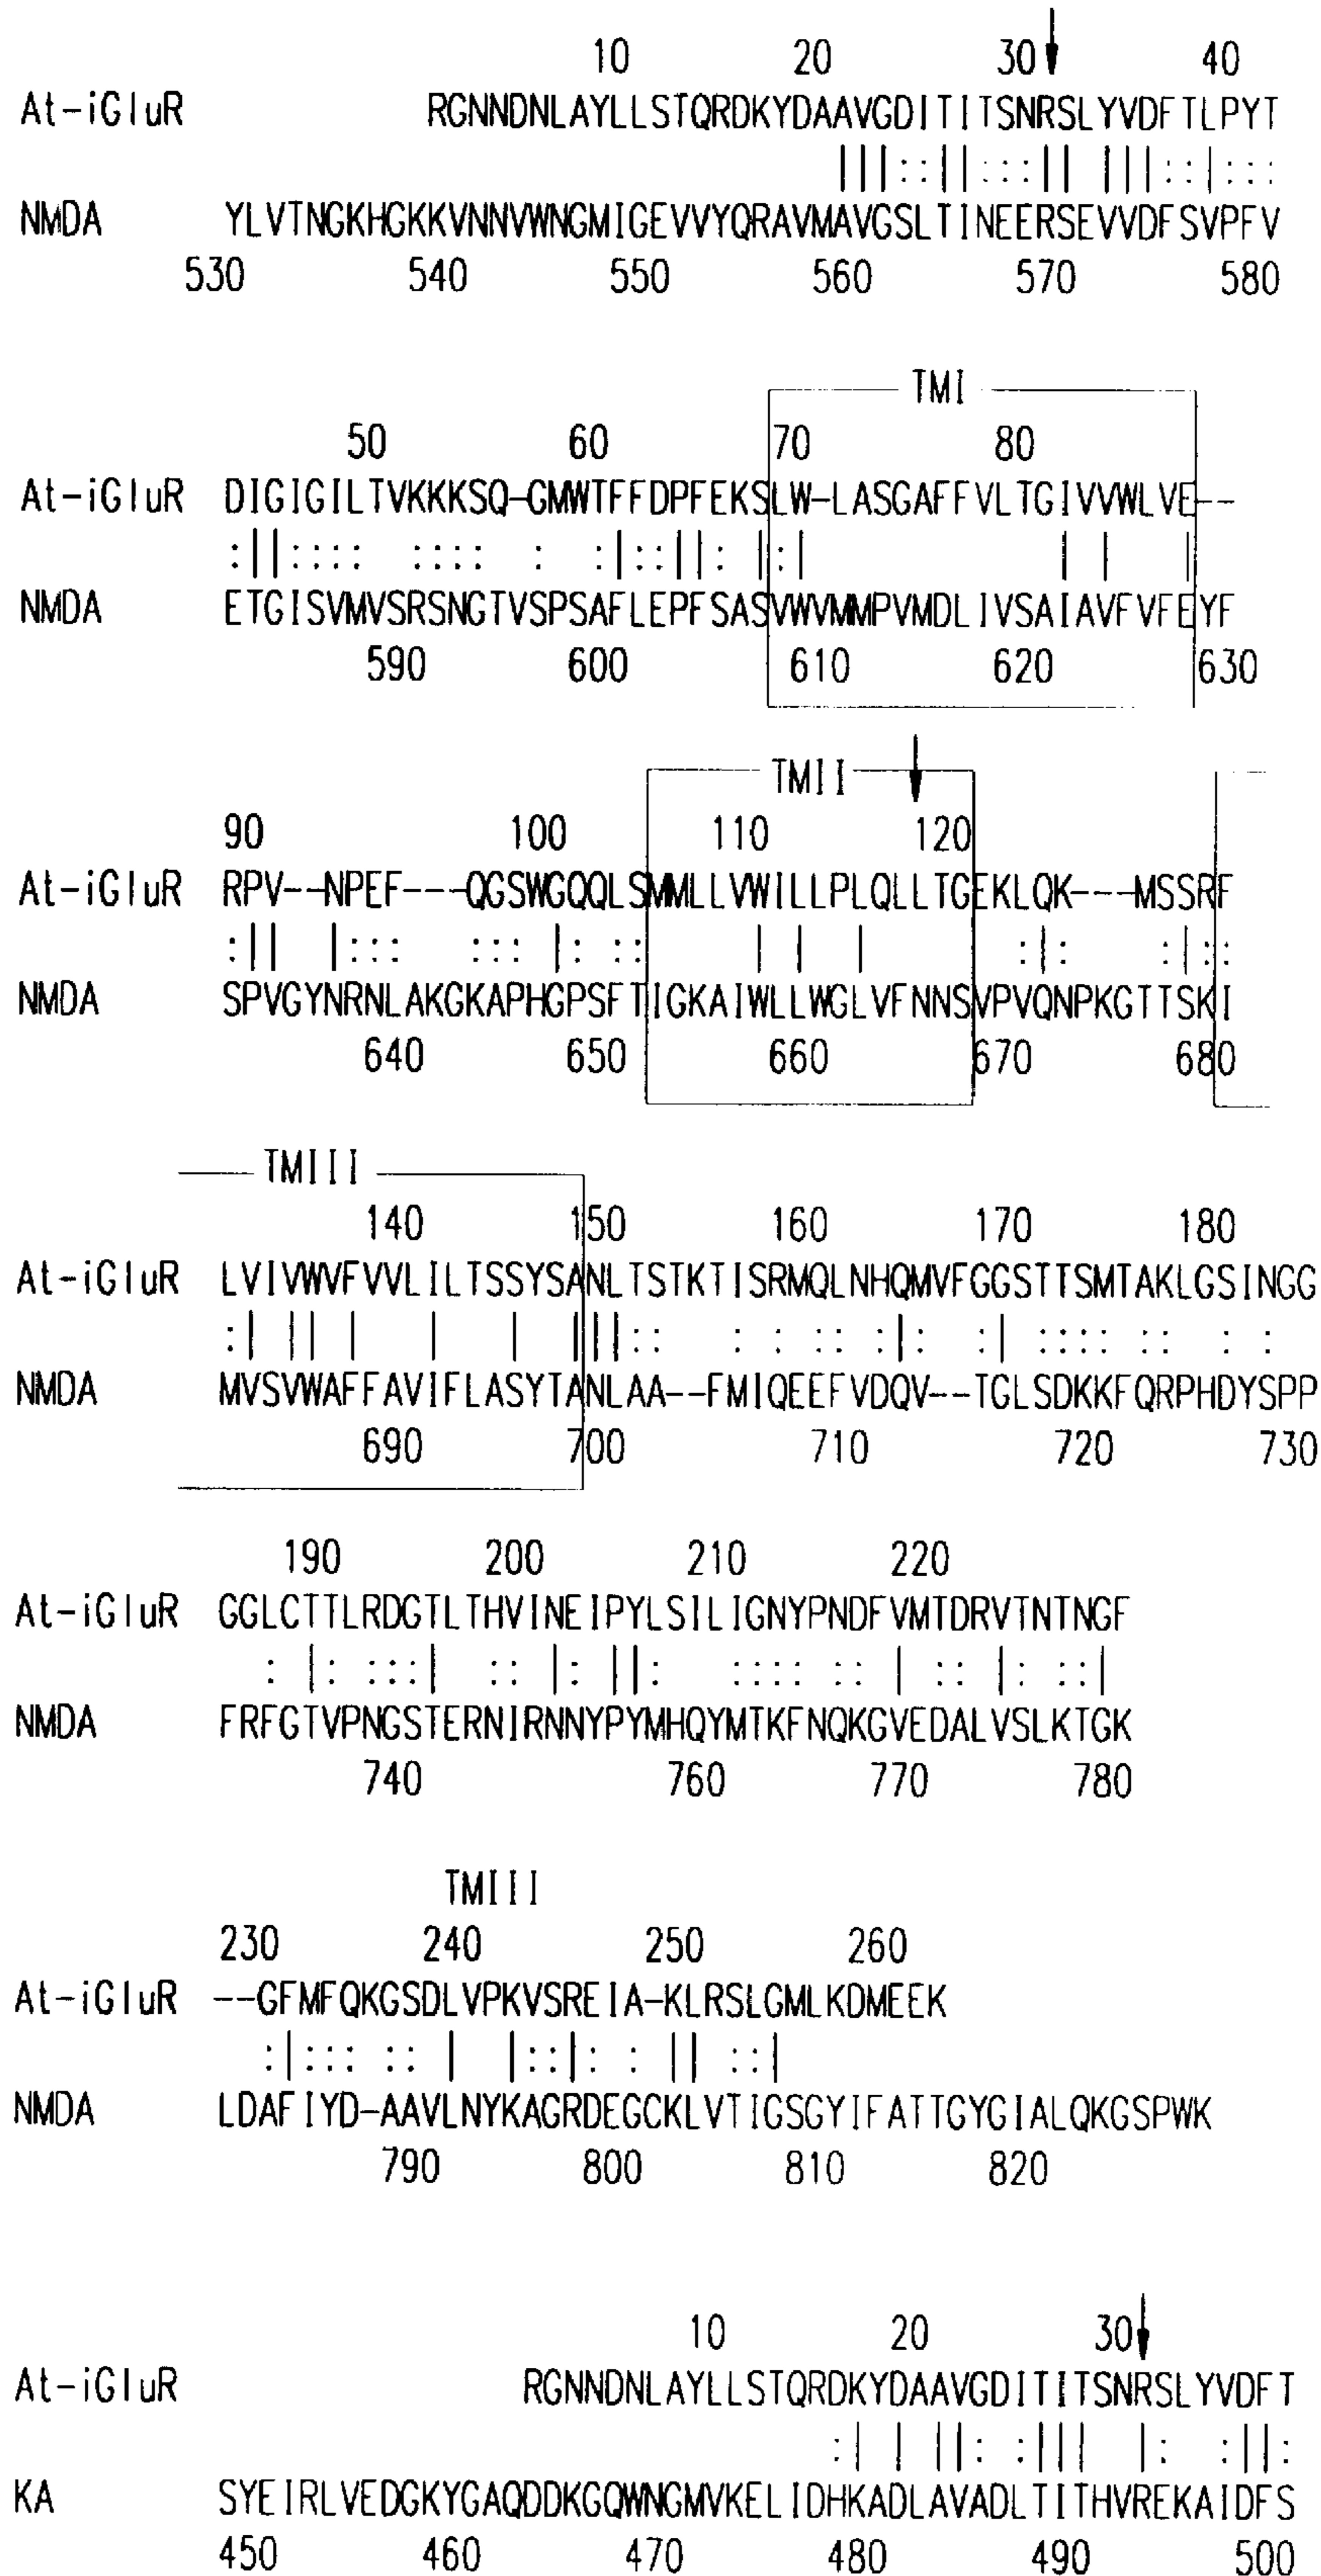 10 20 30 40
At-iGluR RGNNDNLAYLLSTQRDKYDAAVGDITITSNRSLYVDFTLPYT
NMDA YLVTNGKHGKKVNNVWNGMIGEVVYQRAVMAVGSLTINEERSEVVDFSVPFV
530 540 550 560 570 580
TMI
50 60 70 80
At-iGluR DIGIGILTVKKKSQ-GMWTFFDPFEKSLW-LASGAFFVLTGIVVWLVE--
NMDA ETGISVMVSRSNGTVSPSAFLEPFSASVWVMMPVMDLIVSAIAVFVFEYF
590 600 610 620 630
TMII
90 100 110 120
At-iGluR RPV--NPEF---QGSWGQQLSMMLLVWILLPLQLLTGEKLQK---MSSRF
NMDA SPVGYNRNLAKGKAPHGPSFTIGKAIWLLWGLVFNNSVPVQNPKGTTSKI
640 650 660 670 680
TMIII
140 150 160 170 180
At-iGluR LVIVWVFVVLILTSSYSANLTSTKTISRMQLNHQMVFGGSTTSMTAKLGSINGG
NMDA MVSVWAFFAVIFLASYTANLAA--FMIQEEFVDQV---TGLSDKKFQRPHDYSPP
690 700 710 720 730
190 200 210 220
At-iGluR GGLCTTLRDGTLTHVINEIPYLSILIGNYPNDFVMTDRVTNTNGF
NMDA FRFGTVPNGSTERNIRNNYPYMHQYMTKFNQKGVEDALVSLKTGK
740 760 770 780
TMIII
230 240 250 260
At-iGluR --GFMFQKGSDLVPKVSREIA-KLRSLGMLKDMEEK
NMDA LDAFIYD-AAVLNYKAGRDEGCKLVTIGSGYIFATTGYGIALQKGSPWK
790 800 810 820
10 20 30
At-iGluR RGNNDNLAYLLSTQRDKYDAAVGDITITSNRSLYVDFT
KA SYEIRLVEDGKYGAQDDKGQWNGMVKELIDHKADLAVADLTITHVREKAIDFS
450 460 470 480 490 500